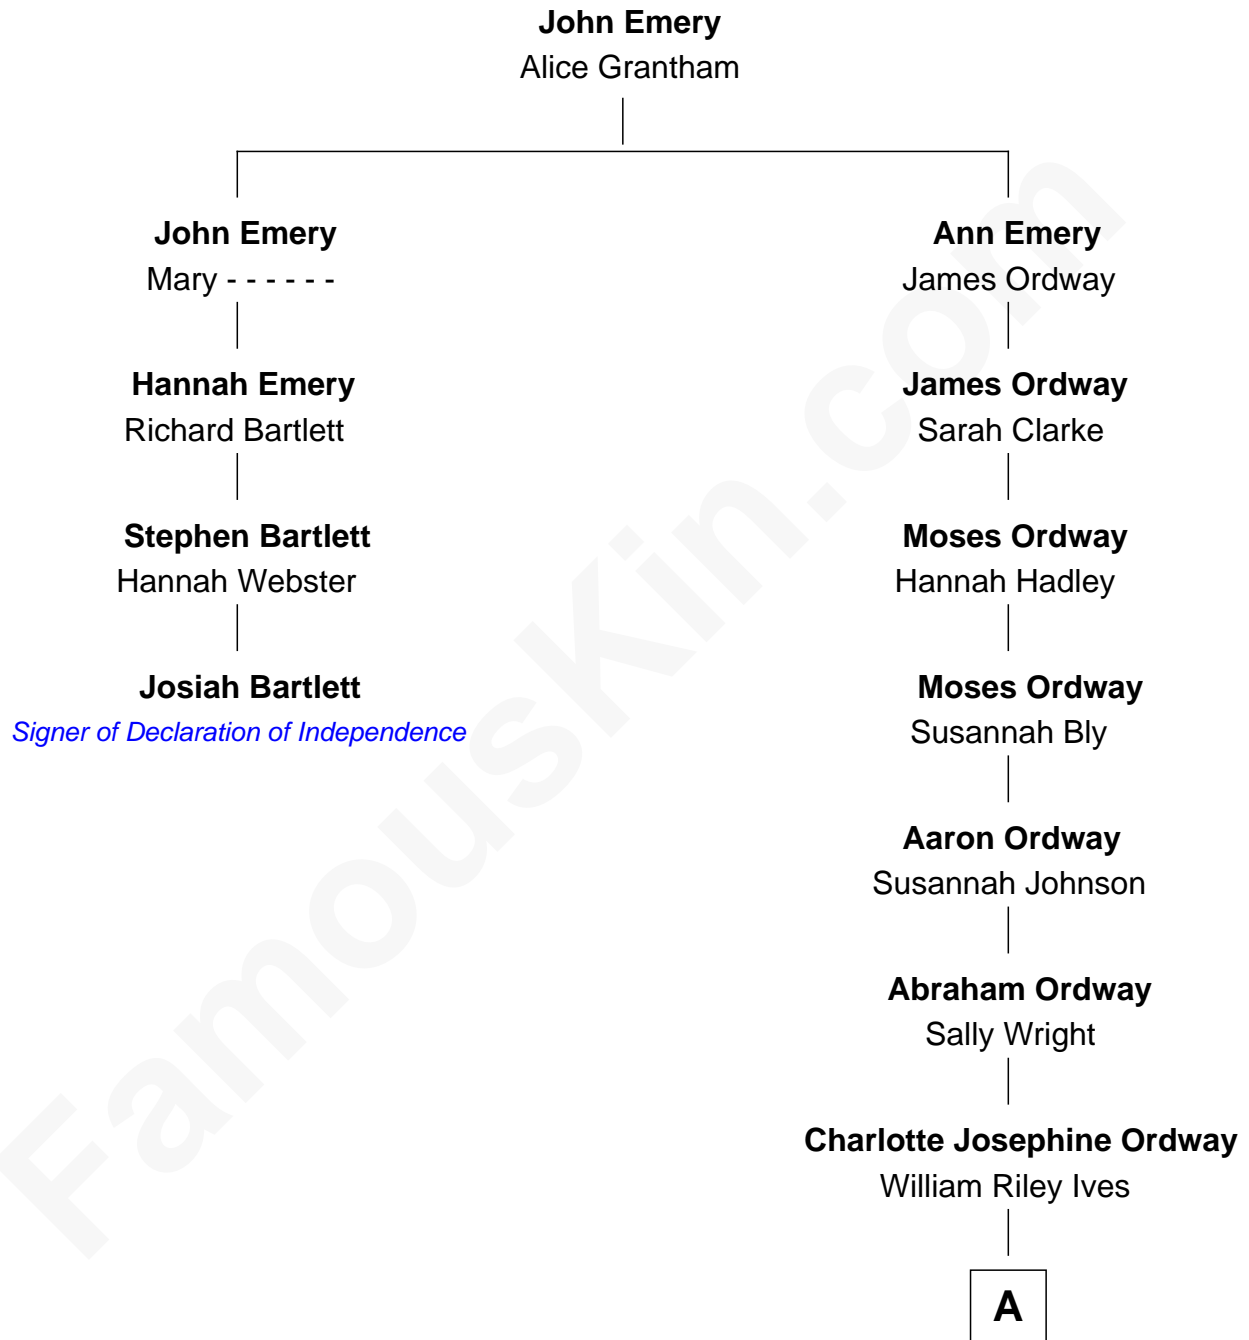 John Emery
Alice Grantham
John Emery
Mary - - - - - -
Hannah Emery
Richard Bartlett
Stephen Bartlett
Hannah Webster
Josiah Bartlett
Signer of Declaration of Independence
Ann Emery
James Ordway
James Ordway
Sarah Clarke
Moses Ordway
Hannah Hadley
Moses Ordway
Susannah Bly
Aaron Ordway
Susannah Johnson
Abraham Ordway
Sally Wright
Charlotte Josephine Ordway
William Riley Ives
A
FamousKin.com